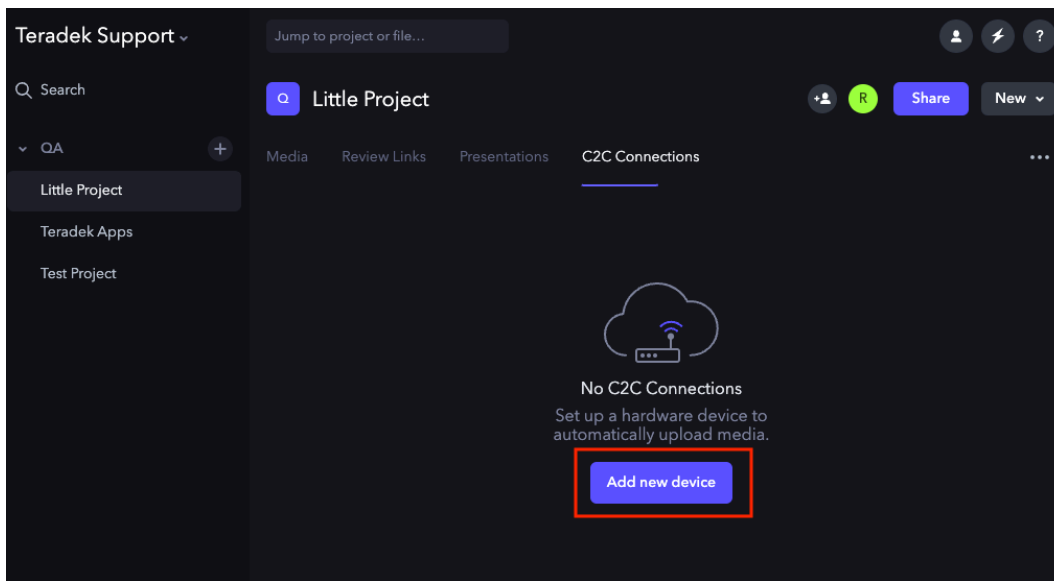 Teradek Support
Jump to project or file...
?
Search
Q
Little Project
R
Share
New
QA
Media
Review Links
Presentations
C2C Connections
Little Project
Teradek Apps
Test Project
No C2C Connections
Set up a hardware device to
automatically upload media.
Add new device